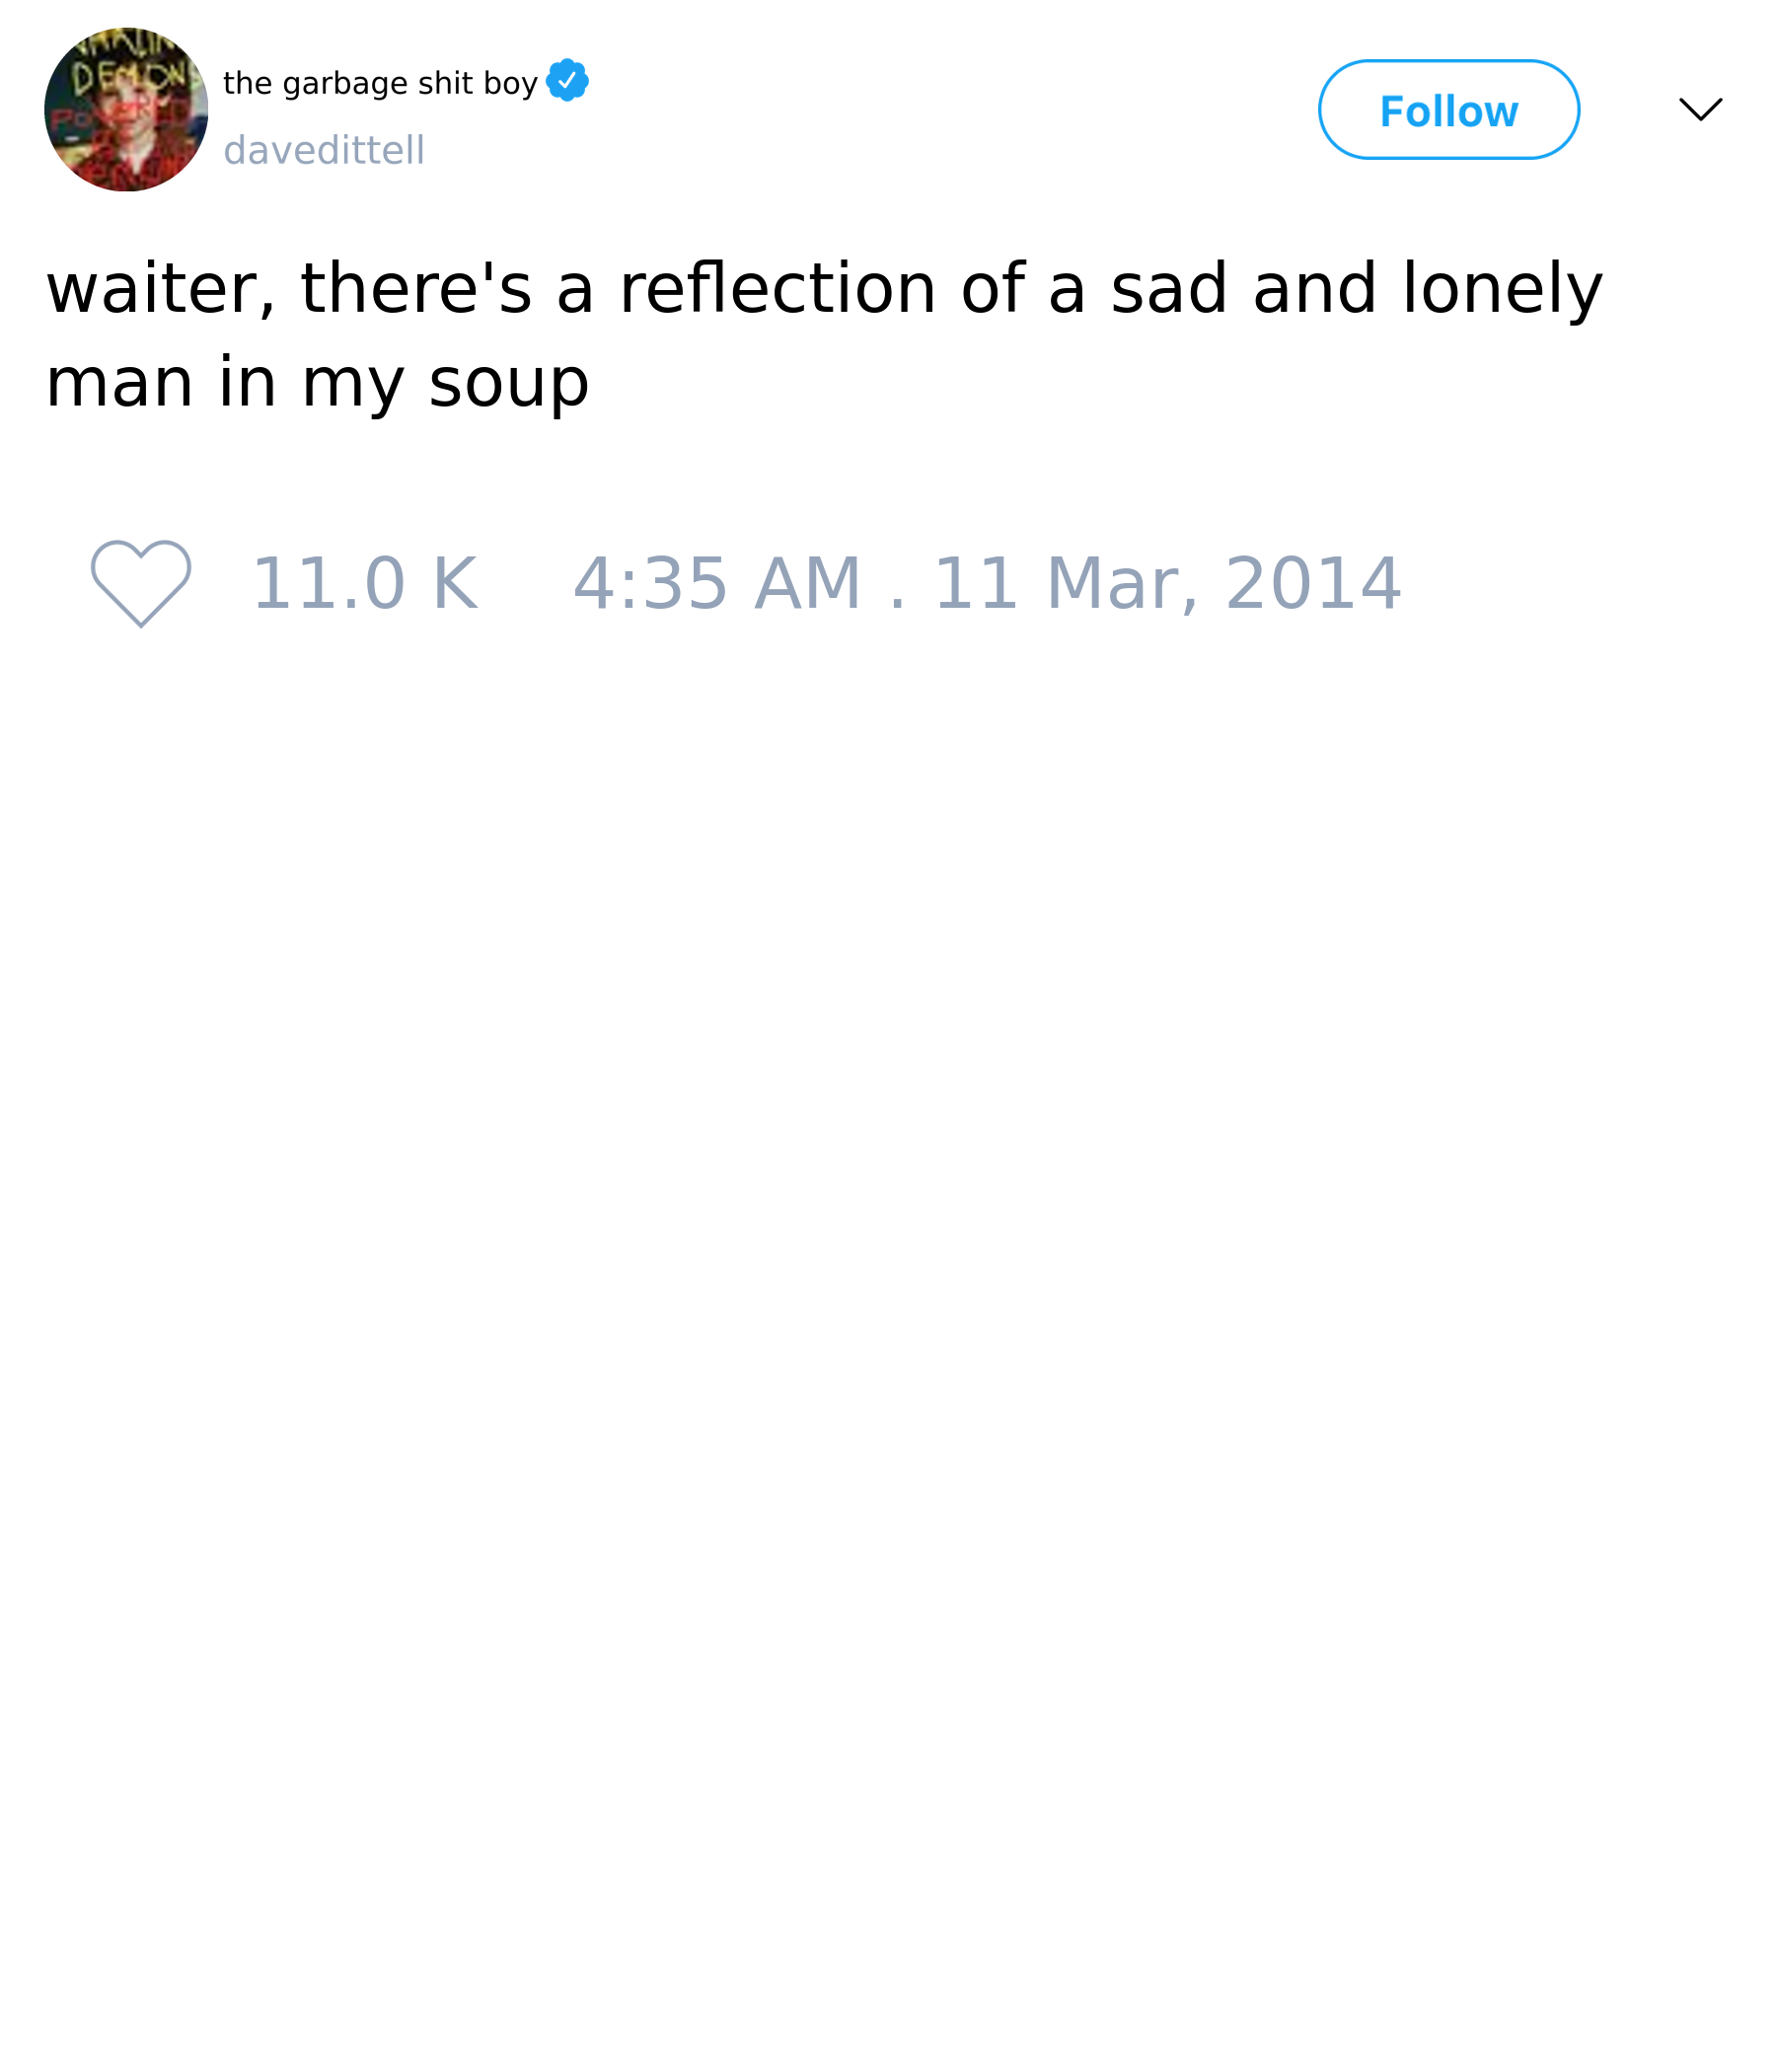 DEMON
the garbage shit boy
davedittell
Follow
waiter, there's a reflection of a sad and lonely
man in my soup
11.0 K 4:35 AM . 11 Mar, 2014